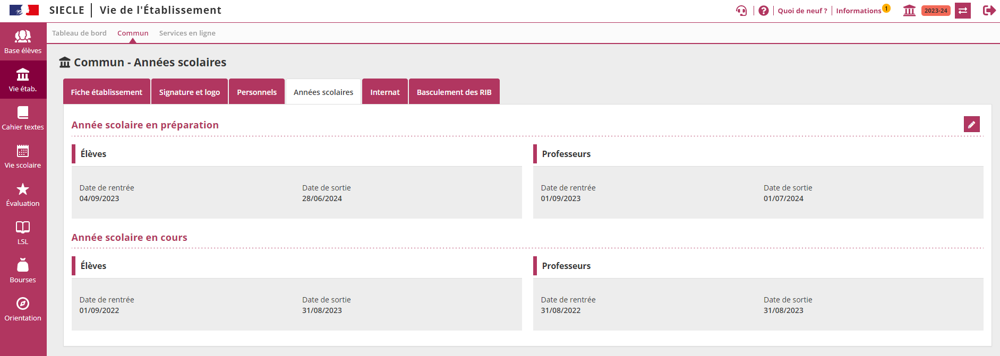 SIECLE | Vie de l'Établissement
Quoi de neuf ? | Informations 1
2023-24
Tableau de bord Commun Services en ligne
Base élèves
Vie étab.
Cahier textes
Vie scolaire
Évaluation
LSL
Bourses
Orientation
Commun - Années scolaires
Fiche établissement Signature et logo Personnels Années scolaires Internat Basculement des RIB
Année scolaire en préparation
Élèves
Date de rentrée Date de sortie
04/09/2023 28/06/2024
Professeurs
Date de rentrée Date de sortie
01/09/2023 01/07/2024
Année scolaire en cours
Élèves
Date de rentrée Date de sortie
01/09/2022 31/08/2023
Professeurs
Date de rentrée Date de sortie
31/08/2022 31/08/2023